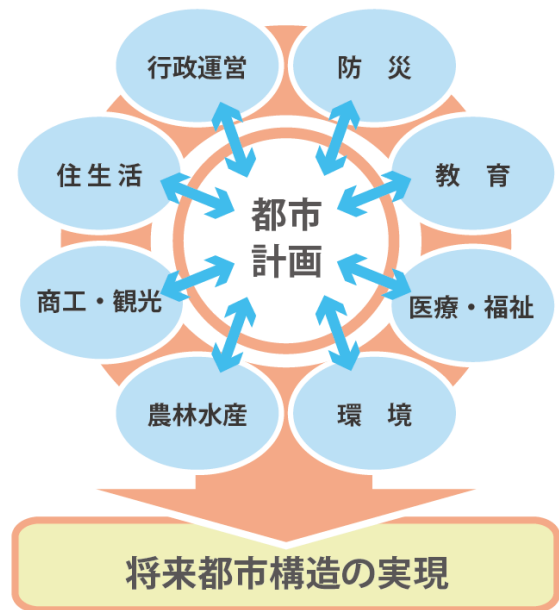 行政運営
防　災
住生活
教　育
都市
計画
商工・観光
医療・福祉
農林水産
環　境
将来都市構造の実現